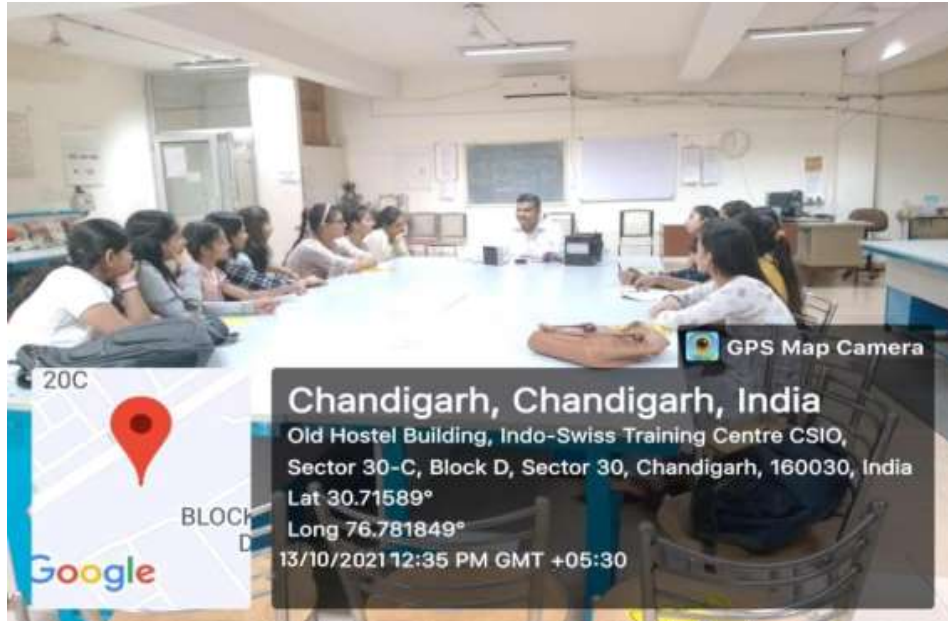 GPS Map Camera
20C
BLOCK
D
Google
Chandigarh, Chandigarh, India
Old Hostel Building, Indo-Swiss Training Centre CSIO,
Sector 30-C, Block D, Sector 30, Chandigarh, 160030, India
Lat 30.71589°
Long 76.781849°
13/10/2021 12:35 PM GMT +05:30